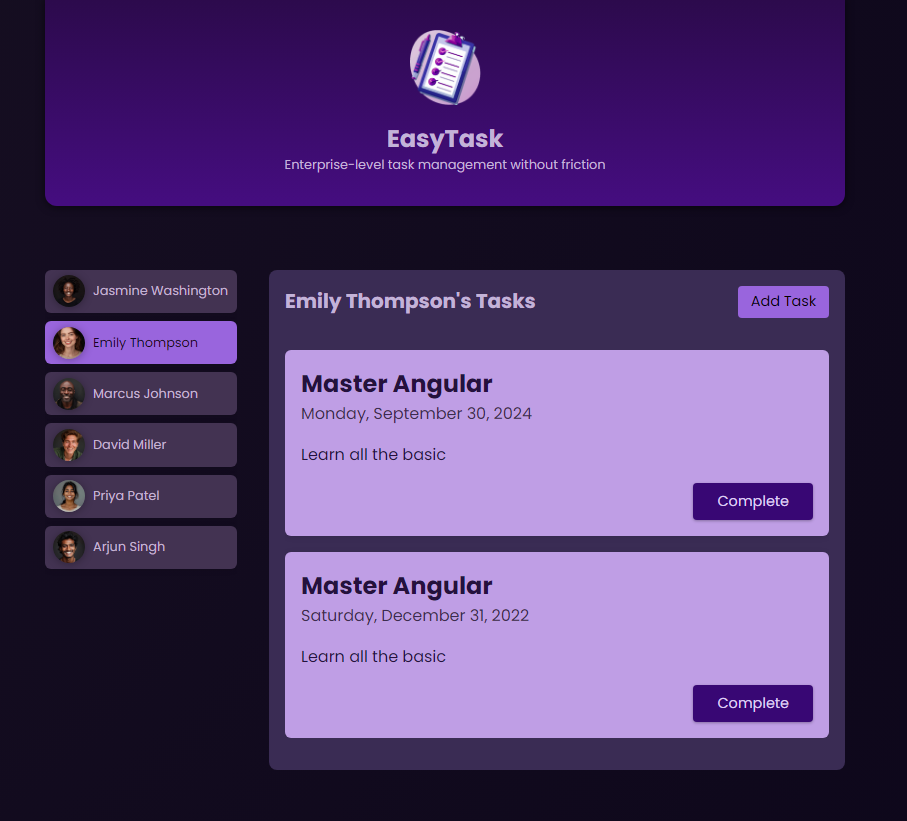 EasyTask
Enterprise-level task management without friction
Jasmine Washington
Emily Thompson
Marcus Johnson
David Miller
Priya Patel
Arjun Singh
Emily Thompson's Tasks
Add Task
Master Angular
Monday, September 30, 2024
Learn all the basic
Complete
Master Angular
Saturday, December 31, 2022
Learn all the basic
Complete